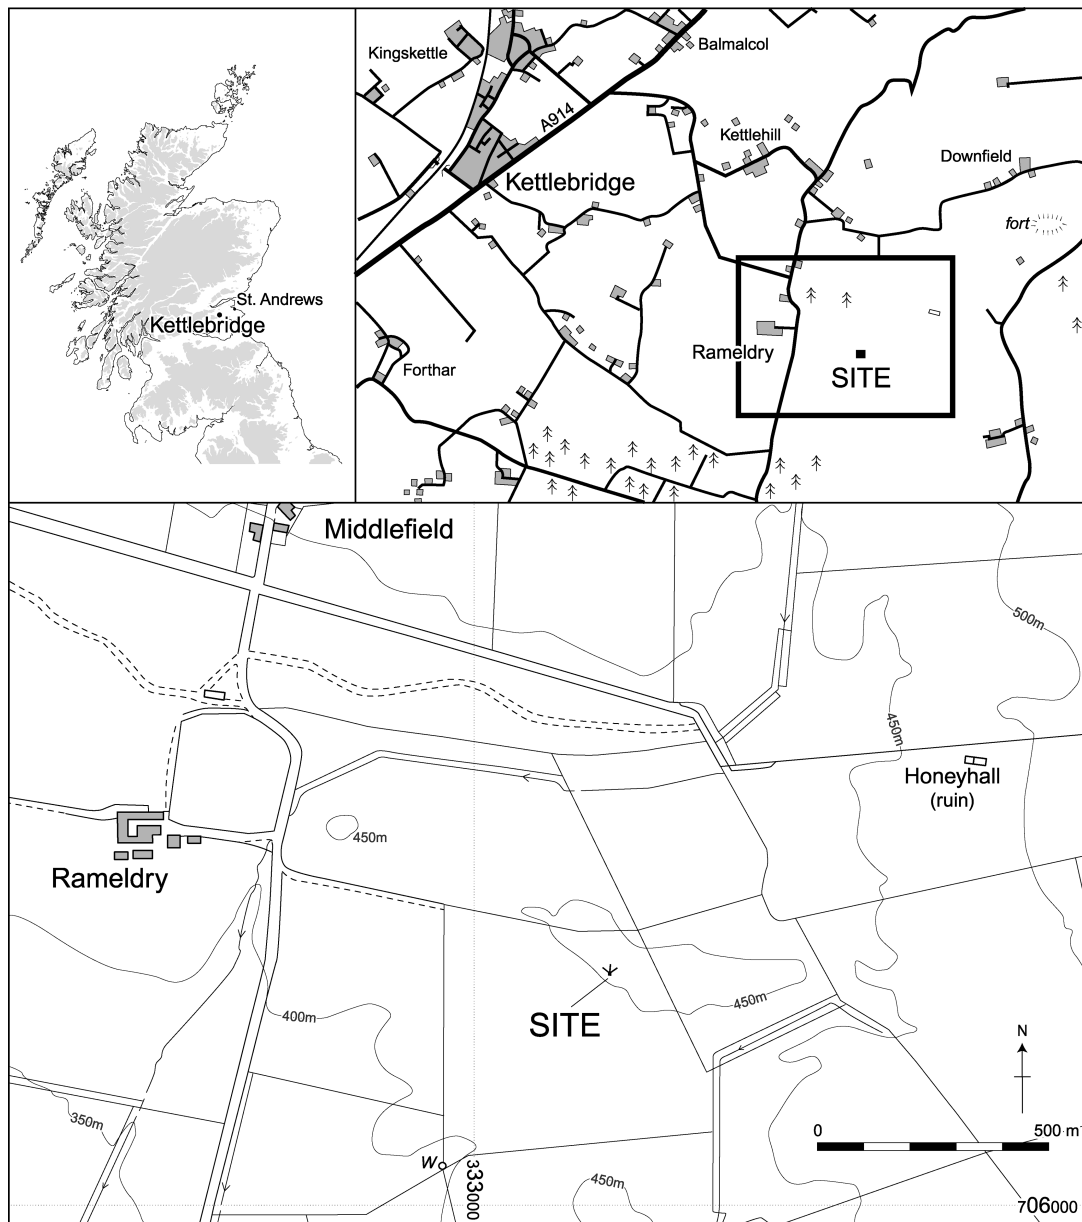 St. Andrews
Kettlebridge
Kingskettle
Balmalcol
A914
Kettlehill
Downfield
Kettlebridge
fort
Rameldry
SITE
Forthar
Middlefield
500m
450m
Honeyhall
(ruin)
450m
Rameldry
450m
SITE
400m
N
350m
0
500 m
W
333000
450m
706000